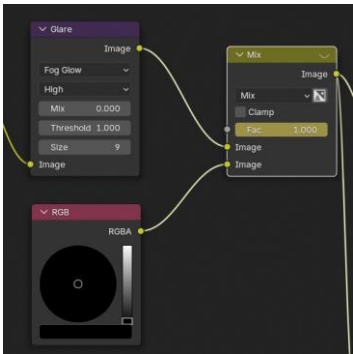 Glare
Image
Fog Glow
High
Mix 0.000
Threshold 1.000
Size 9
Image
Mix
Image
Mix
Clamp
Fac 1.000
Image
Image
RGB
RGBA